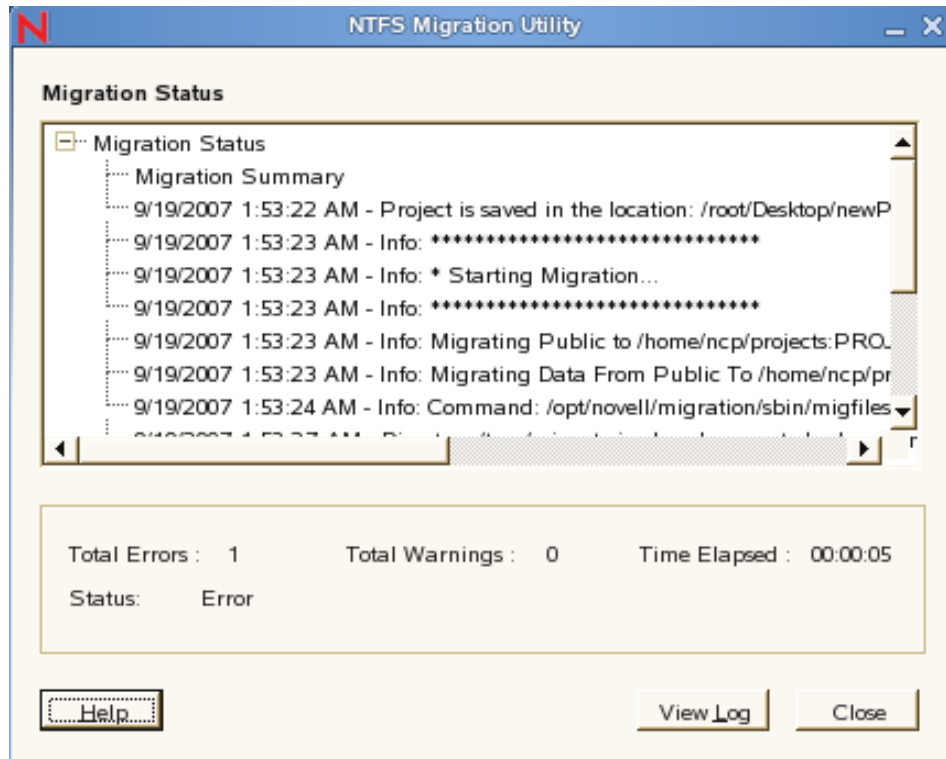 NTFS Migration Utility
Migration Status
Migration Status
Migration Summary
9/19/2007 1:53:22 AM - Project is saved in the location: /root/Desktop/newP
9/19/2007 1:53:23 AM - Info: ******************************
9/19/2007 1:53:23 AM - Info: * Starting Migration...
9/19/2007 1:53:23 AM - Info: ******************************
9/19/2007 1:53:23 AM - Info: Migrating Public to /home/ncp/projects:PROJ
9/19/2007 1:53:23 AM - Info: Migrating Data From Public To /home/ncp/pr
9/19/2007 1:53:24 AM - Info: Command: /opt/novell/migration/sbin/migfiles
Total Errors : 1 Total Warnings : 0 Time Elapsed : 00:00:05
Status: Error
Help View Log Close